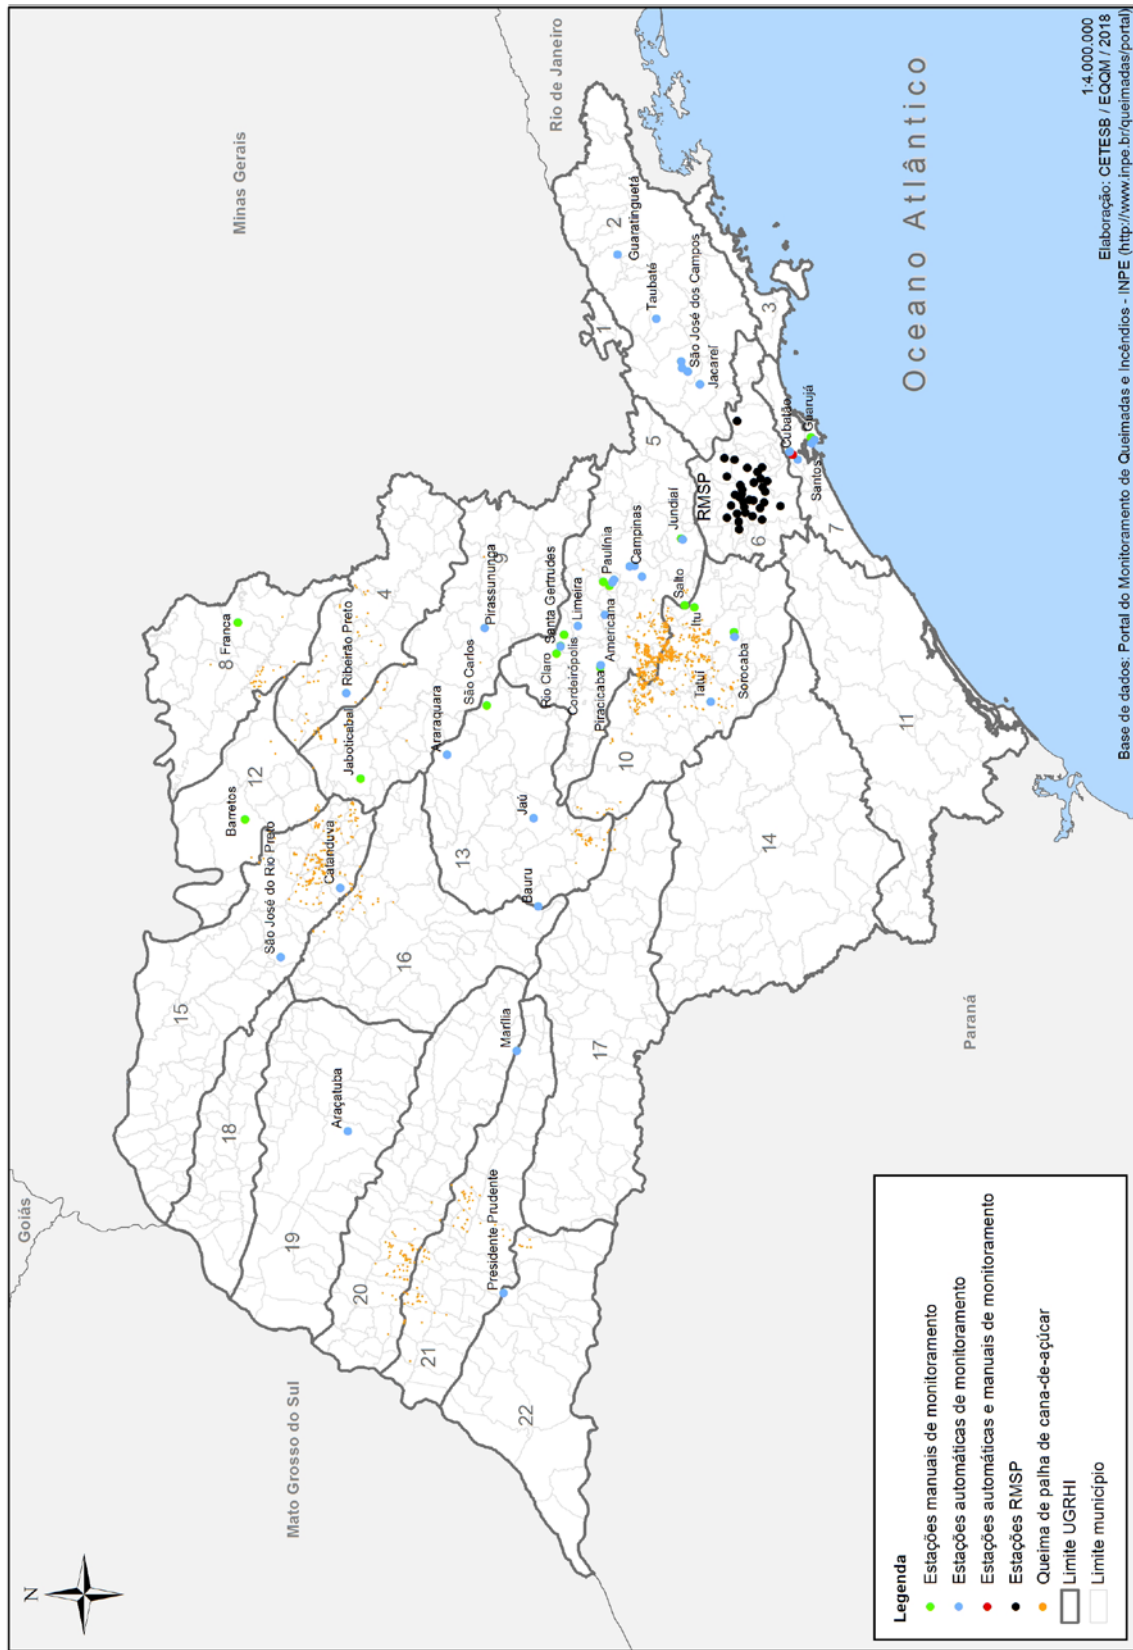 N
Goiás
Mato Grosso do Sul
Minas Gerais
Rio de Janeiro
Paraná
Oceano Atlântico
15
18
19
20
21
22
16
17
12
8
4
9
13
10
5
14
11
6
7
3
1
2
Barretos
Franca
São José do Rio Preto
Catanduva
Jaboticabal
Ribeirão Preto
Araçatuba
Araraquara
São Carlos
Pirassununga
Jaú
Bauru
Marília
Presidente Prudente
Rio Claro
Santa Gertrudes
Cordeirópolis
Limeira
Piracicaba
Americana
Paulínia
Campinas
Jundiaí
Salto
Itu
Tatuí
Sorocaba
RMSP
Guaratinguetá
Taubaté
São José dos Campos
Jacareí
Cubatão
Guarujá
Santos
Legenda
Estações manuais de monitoramento
Estações automáticas de monitoramento
Estações automáticas e manuais de monitoramento
Estações RMSP
Queima de palha de cana-de-açúcar
Limite UGRHI
Limite município
1:4.000.000
Elaboração: CETESB / EQQM / 2018
Base de dados: Portal do Monitoramento de Queimadas e Incêndios - INPE (http://www.inpe.br/queimadas/portal)